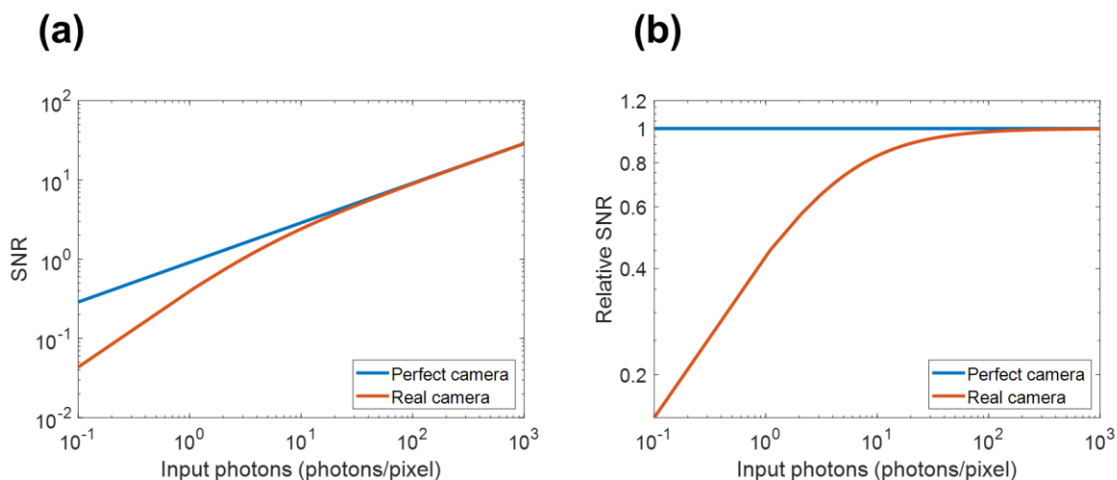 (a)
SNR
10^2
10^1
10^0
10^-1
10^-2
10^-1
10^0
10^1
10^2
10^3
Input photons (photons/pixel)
Perfect camera
Real camera
(b)
Relative SNR
1.2
1
0.8
0.6
0.4
0.2
10^-1
10^0
10^1
10^2
10^3
Input photons (photons/pixel)
Perfect camera
Real camera